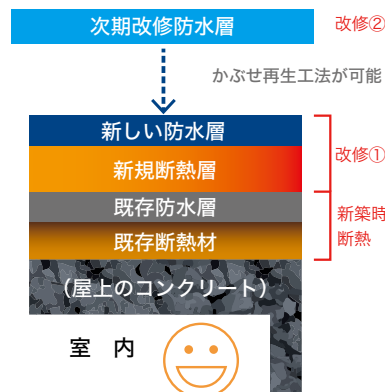 次期改修防水層
改修②
かぶせ再生工法が可能
新しい防水層
新規断熱層
改修①
既存防水層
既存断熱材
新築時
断熱
（屋上のコンクリート）
室 内